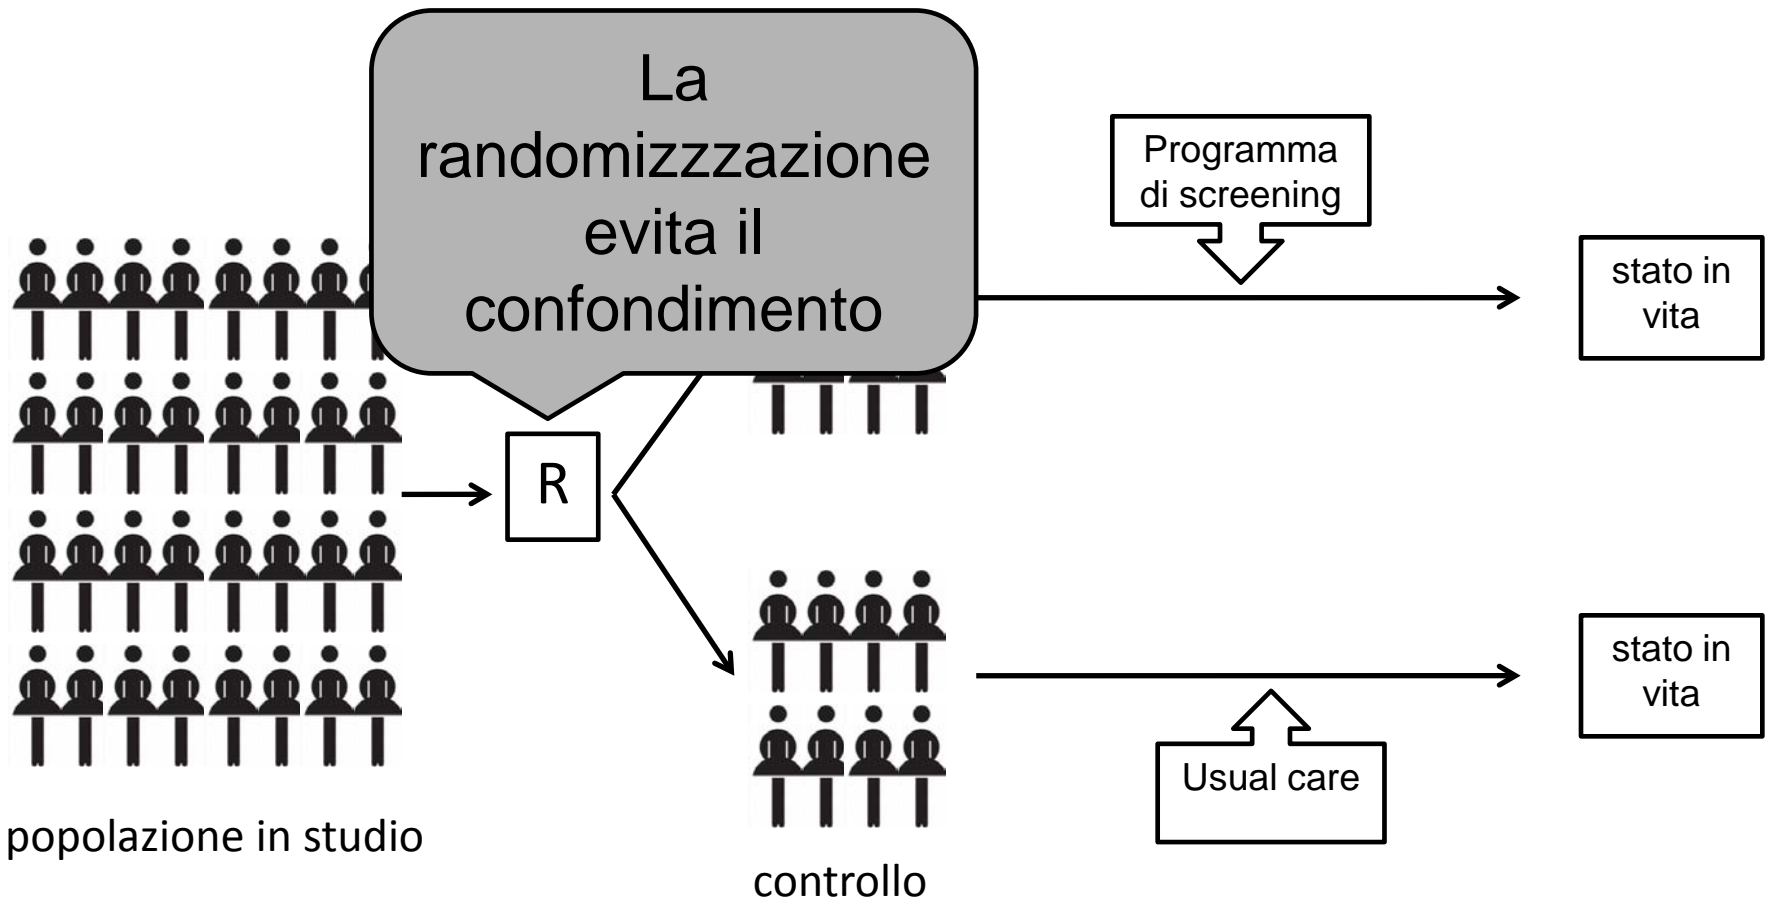 La
randomizzzazione
evita il
confondimento
Programma
di screening
stato in
vita
R
stato in
vita
Usual care
popolazione in studio
controllo